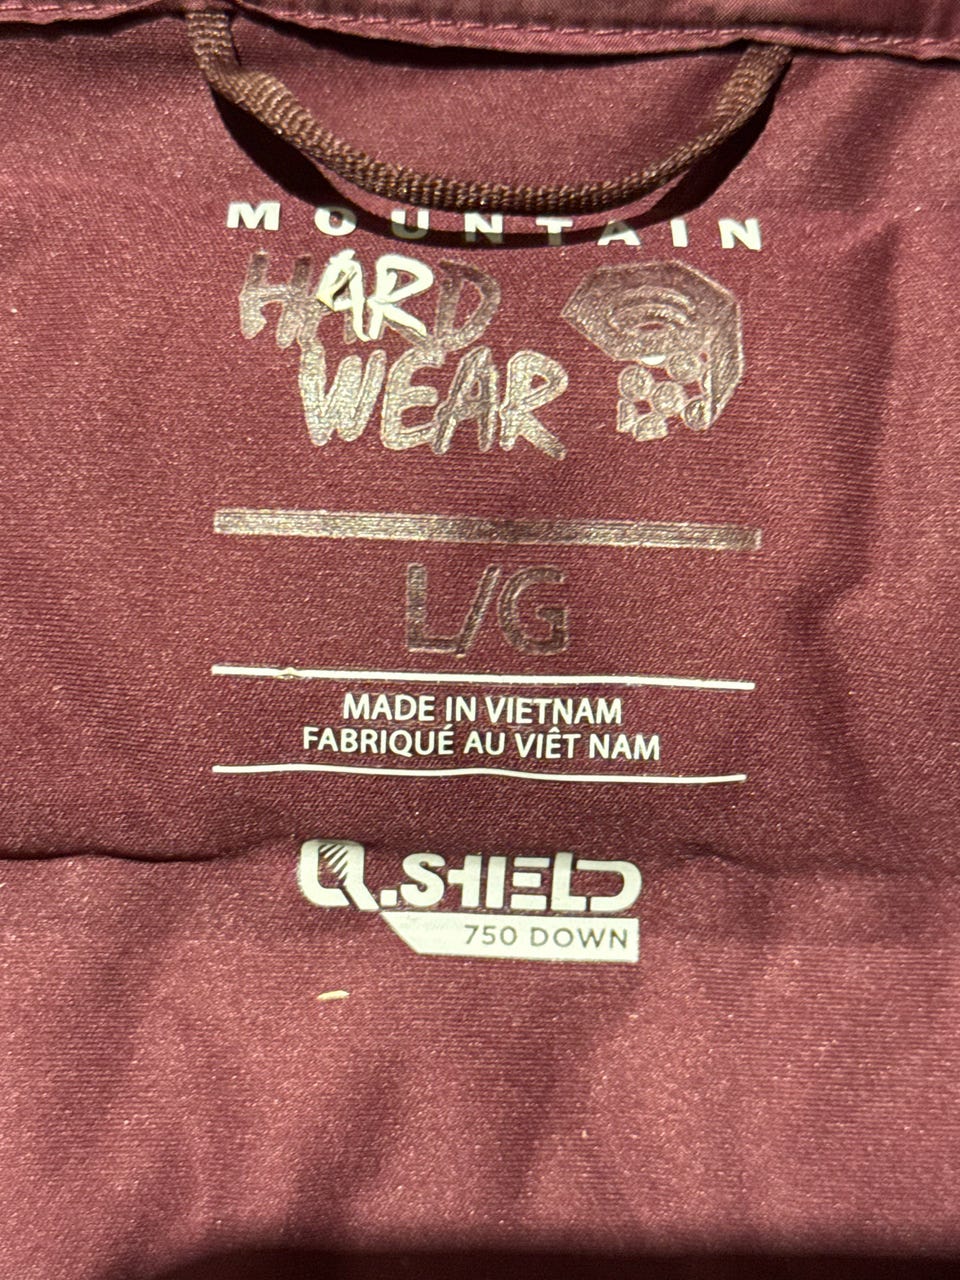 MOUNTAIN
HARD
WEAR
L/G
MADE IN VIETNAM
FABRIQUÉ AU VIÊT NAM
Q.SHIELD
750 DOWN